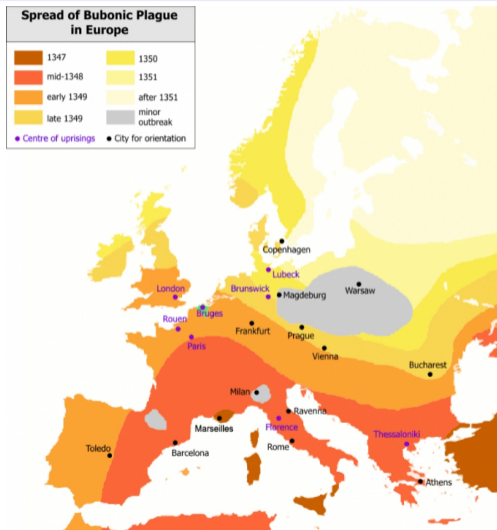 Spread of Bubonic Plague
in Europe
1347
mid-1348
early 1349
late 1349
1350
1351
after 1351
minor
outbreak
Centre of uprisings
City for orientation
Copenhagen
Lubeck
London
Brunswick
Magdeburg
Warsaw
Bruges
Rouen
Frankfurt
Prague
Paris
Vienna
Bucharest
Milan
Ravenna
Marseilles
Florence
Thessaloniki
Toledo
Barcelona
Rome
Athens